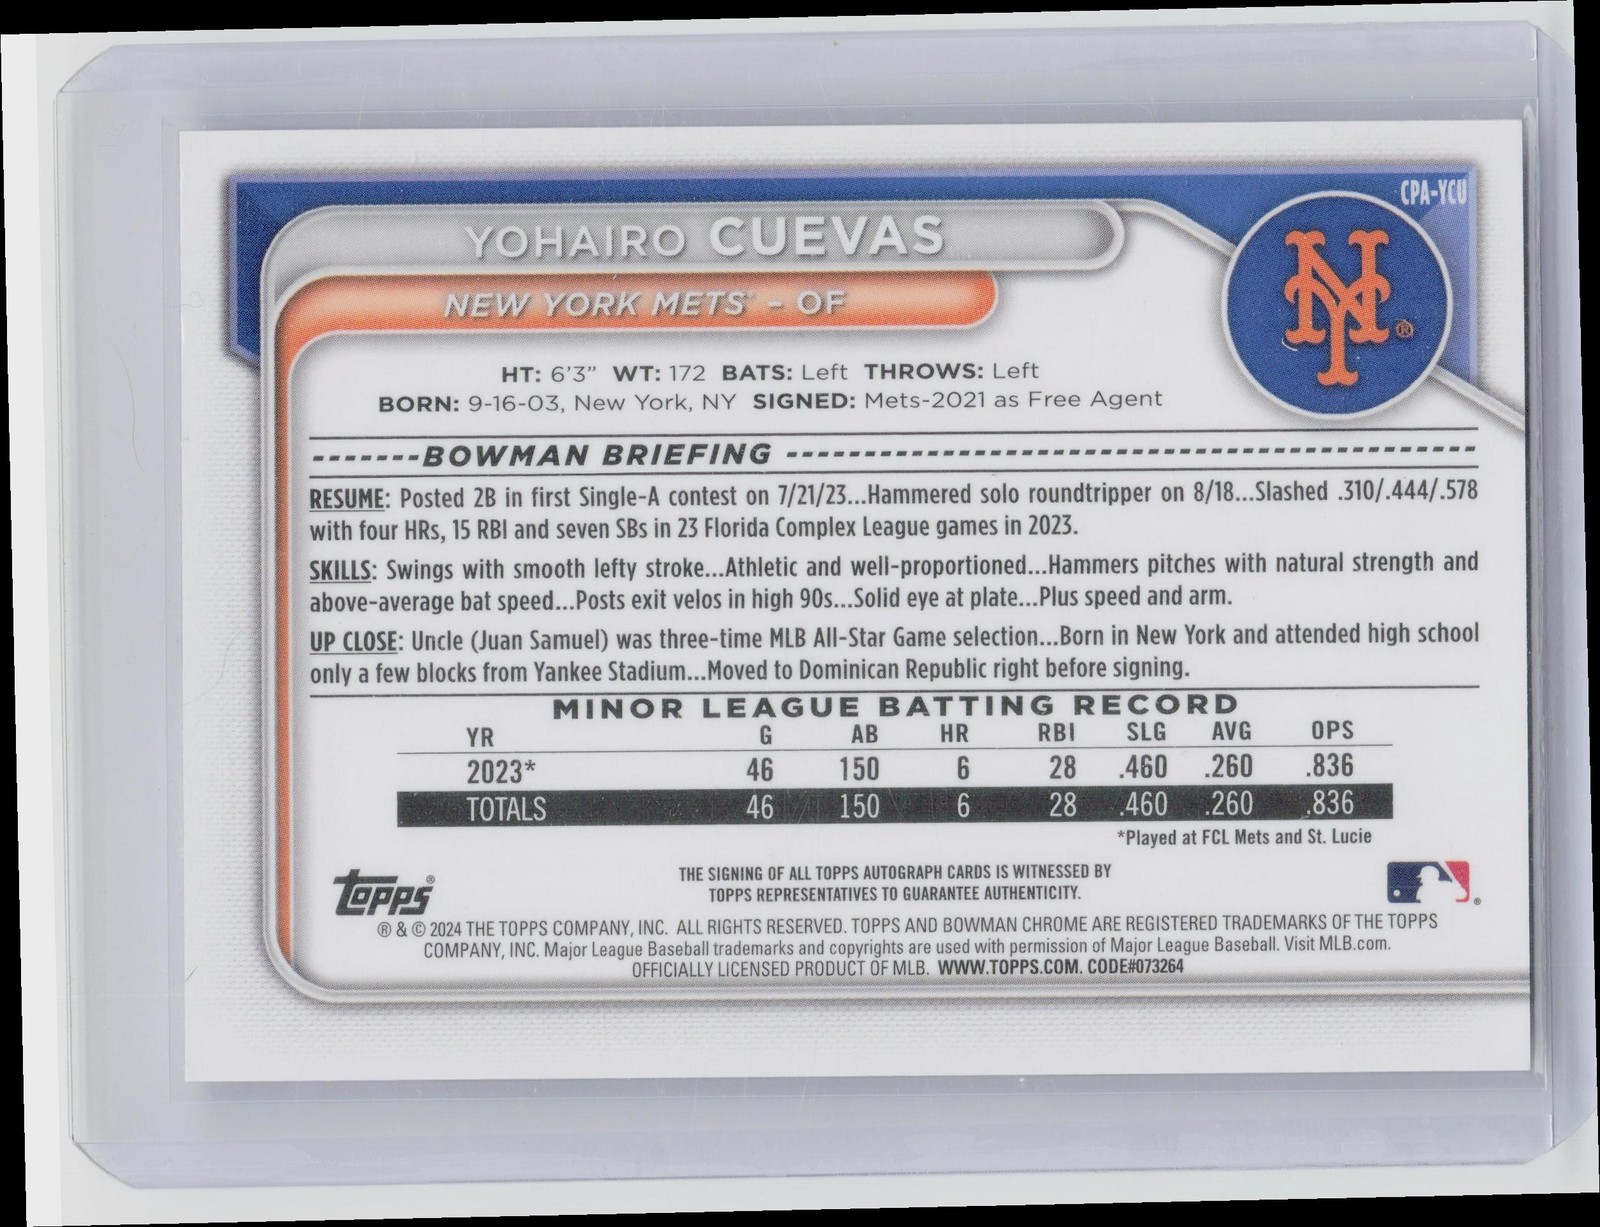 CPA-YCU
YOHAIRO CUEVAS
NEW YORK METS - OF
NY®
HT: 6'3" WT: 172 BATS: Left THROWS: Left
BORN: 9-16-03, New York, NY SIGNED: Mets-2021 as Free Agent
-------BOWMAN BRIEFING -------
RESUME: Posted 2B in first Single-A contest on 7/21/23...Hammered solo roundtripper on 8/18...Slashed .310/.444/.578
with four HRs, 15 RBI and seven SBs in 23 Florida Complex League games in 2023.
SKILLS: Swings with smooth lefty stroke...Athletic and well-proportioned...Hammers pitches with natural strength and
above-average bat speed...Posts exit velos in high 90s...Solid eye at plate...Plus speed and arm.
UP CLOSE: Uncle (Juan Samuel) was three-time MLB All-Star Game selection...Born in New York and attended high school
only a few blocks from Yankee Stadium...Moved to Dominican Republic right before signing.
MINOR LEAGUE BATTING RECORD
YR G AB HR RBI SLG AVG OPS
2023* 46 150 6 28 .460 .260 .836
TOTALS 46 150 6 28 .460 .260 .836
*Played at FCL Mets and St. Lucie
THE SIGNING OF ALL TOPPS AUTOGRAPH CARDS IS WITNESSED BY
TOPPS REPRESENTATIVES TO GUARANTEE AUTHENTICITY.
Topps®
® & © 2024 THE TOPPS COMPANY, INC. ALL RIGHTS RESERVED. TOPPS AND BOWMAN CHROME ARE REGISTERED TRADEMARKS OF THE TOPPS
COMPANY, INC. Major League Baseball trademarks and copyrights are used with permission of Major League Baseball. Visit MLB.com.
OFFICIALLY LICENSED PRODUCT OF MLB. WWW.TOPPS.COM. CODE#073264